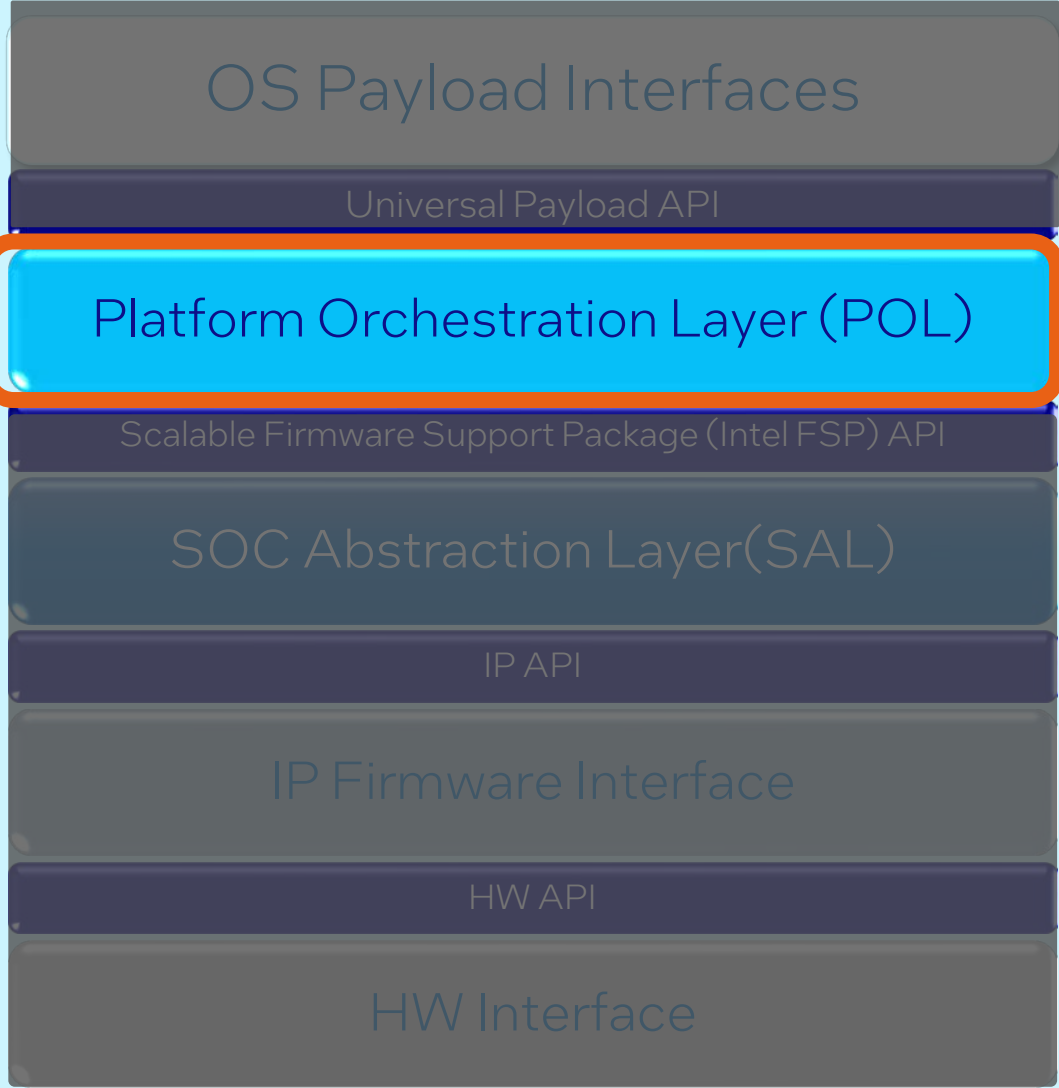 OS Payload Interfaces
Universal Payload API
Platform Orchestration Layer (POL)
Scalable Firmware Support Package (Intel FSP) API
SOC Abstraction Layer(SAL)
IP API
IP Firmware Interface
HW API
HW Interface